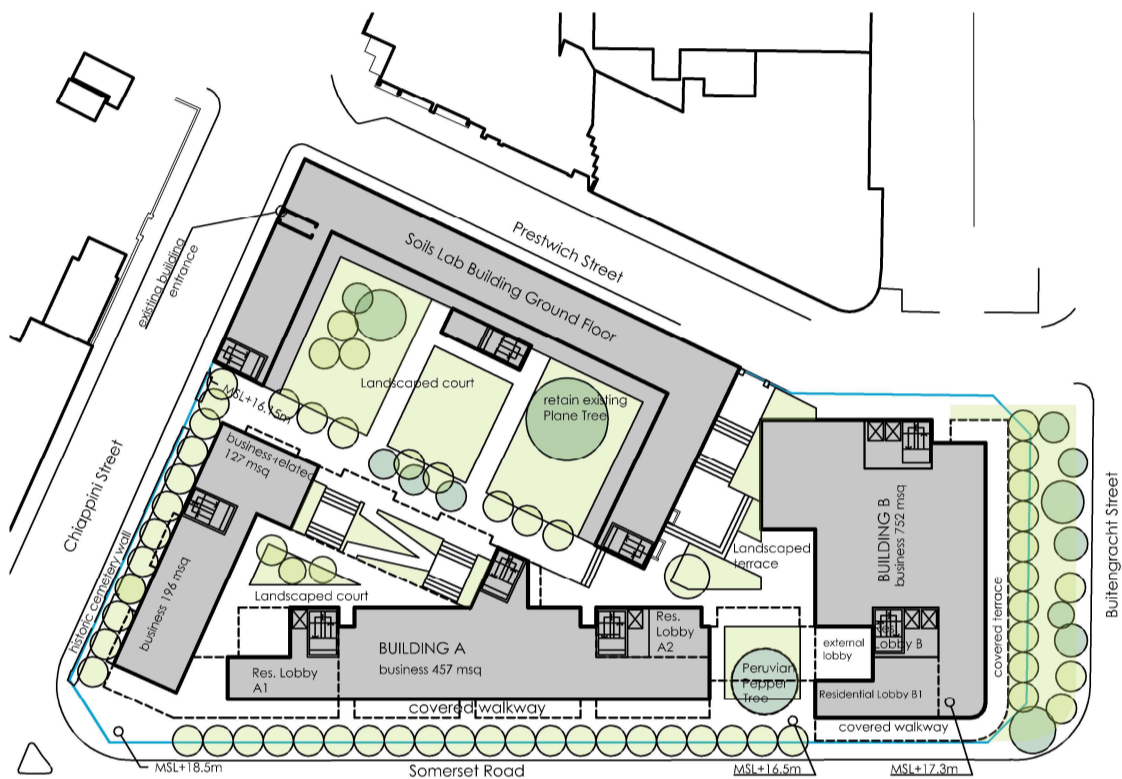 Prestwich Street
Soils Lab Building Ground Floor
existing building
entrance
Landscaped court
retain existing
Plane Tree
MSL+16.15m
business-related
127 msq
Chiappini Street
historic cemetery wall
business 196 msq
Landscaped court
Landscaped
terrace
BUILDING B
business 752 msq
Buitengracht Street
covered terrace
BUILDING A
business 457 msq
Res. Lobby
A1
Res.
Lobby
A2
Peruvian
Pepper
Tree
external
lobby
Lobby B
Residential Lobby B1
covered walkway
covered walkway
MSL+18.5m
Somerset Road
MSL+16.5m
MSL+17.3m